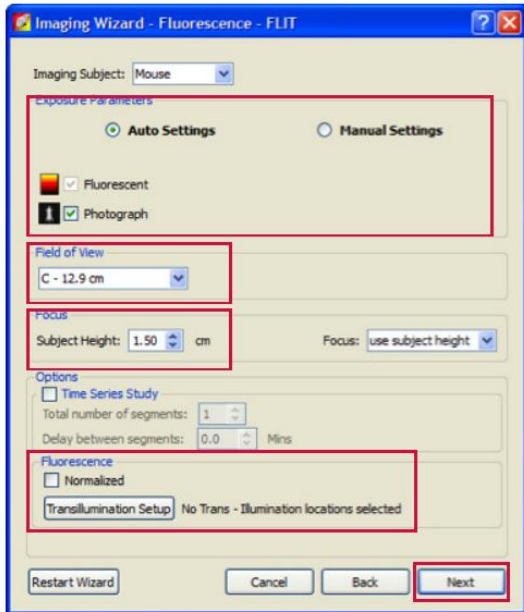 Imaging Wizard - Fluorescence - FLIT
Imaging Subject: Mouse
Exposure Parameters
Auto Settings Manual Settings
Fluorescent
Photograph
Field of View
C - 12.9 cm
Focus
Subject Height: 1.50 cm Focus: use subject height
Options
Time Series Study
Total number of segments: 1
Delay between segments: 0.0 Mins
Fluorescence
Normalized
Transillumination Setup No Trans - Illumination locations selected
Restart Wizard Cancel Back Next